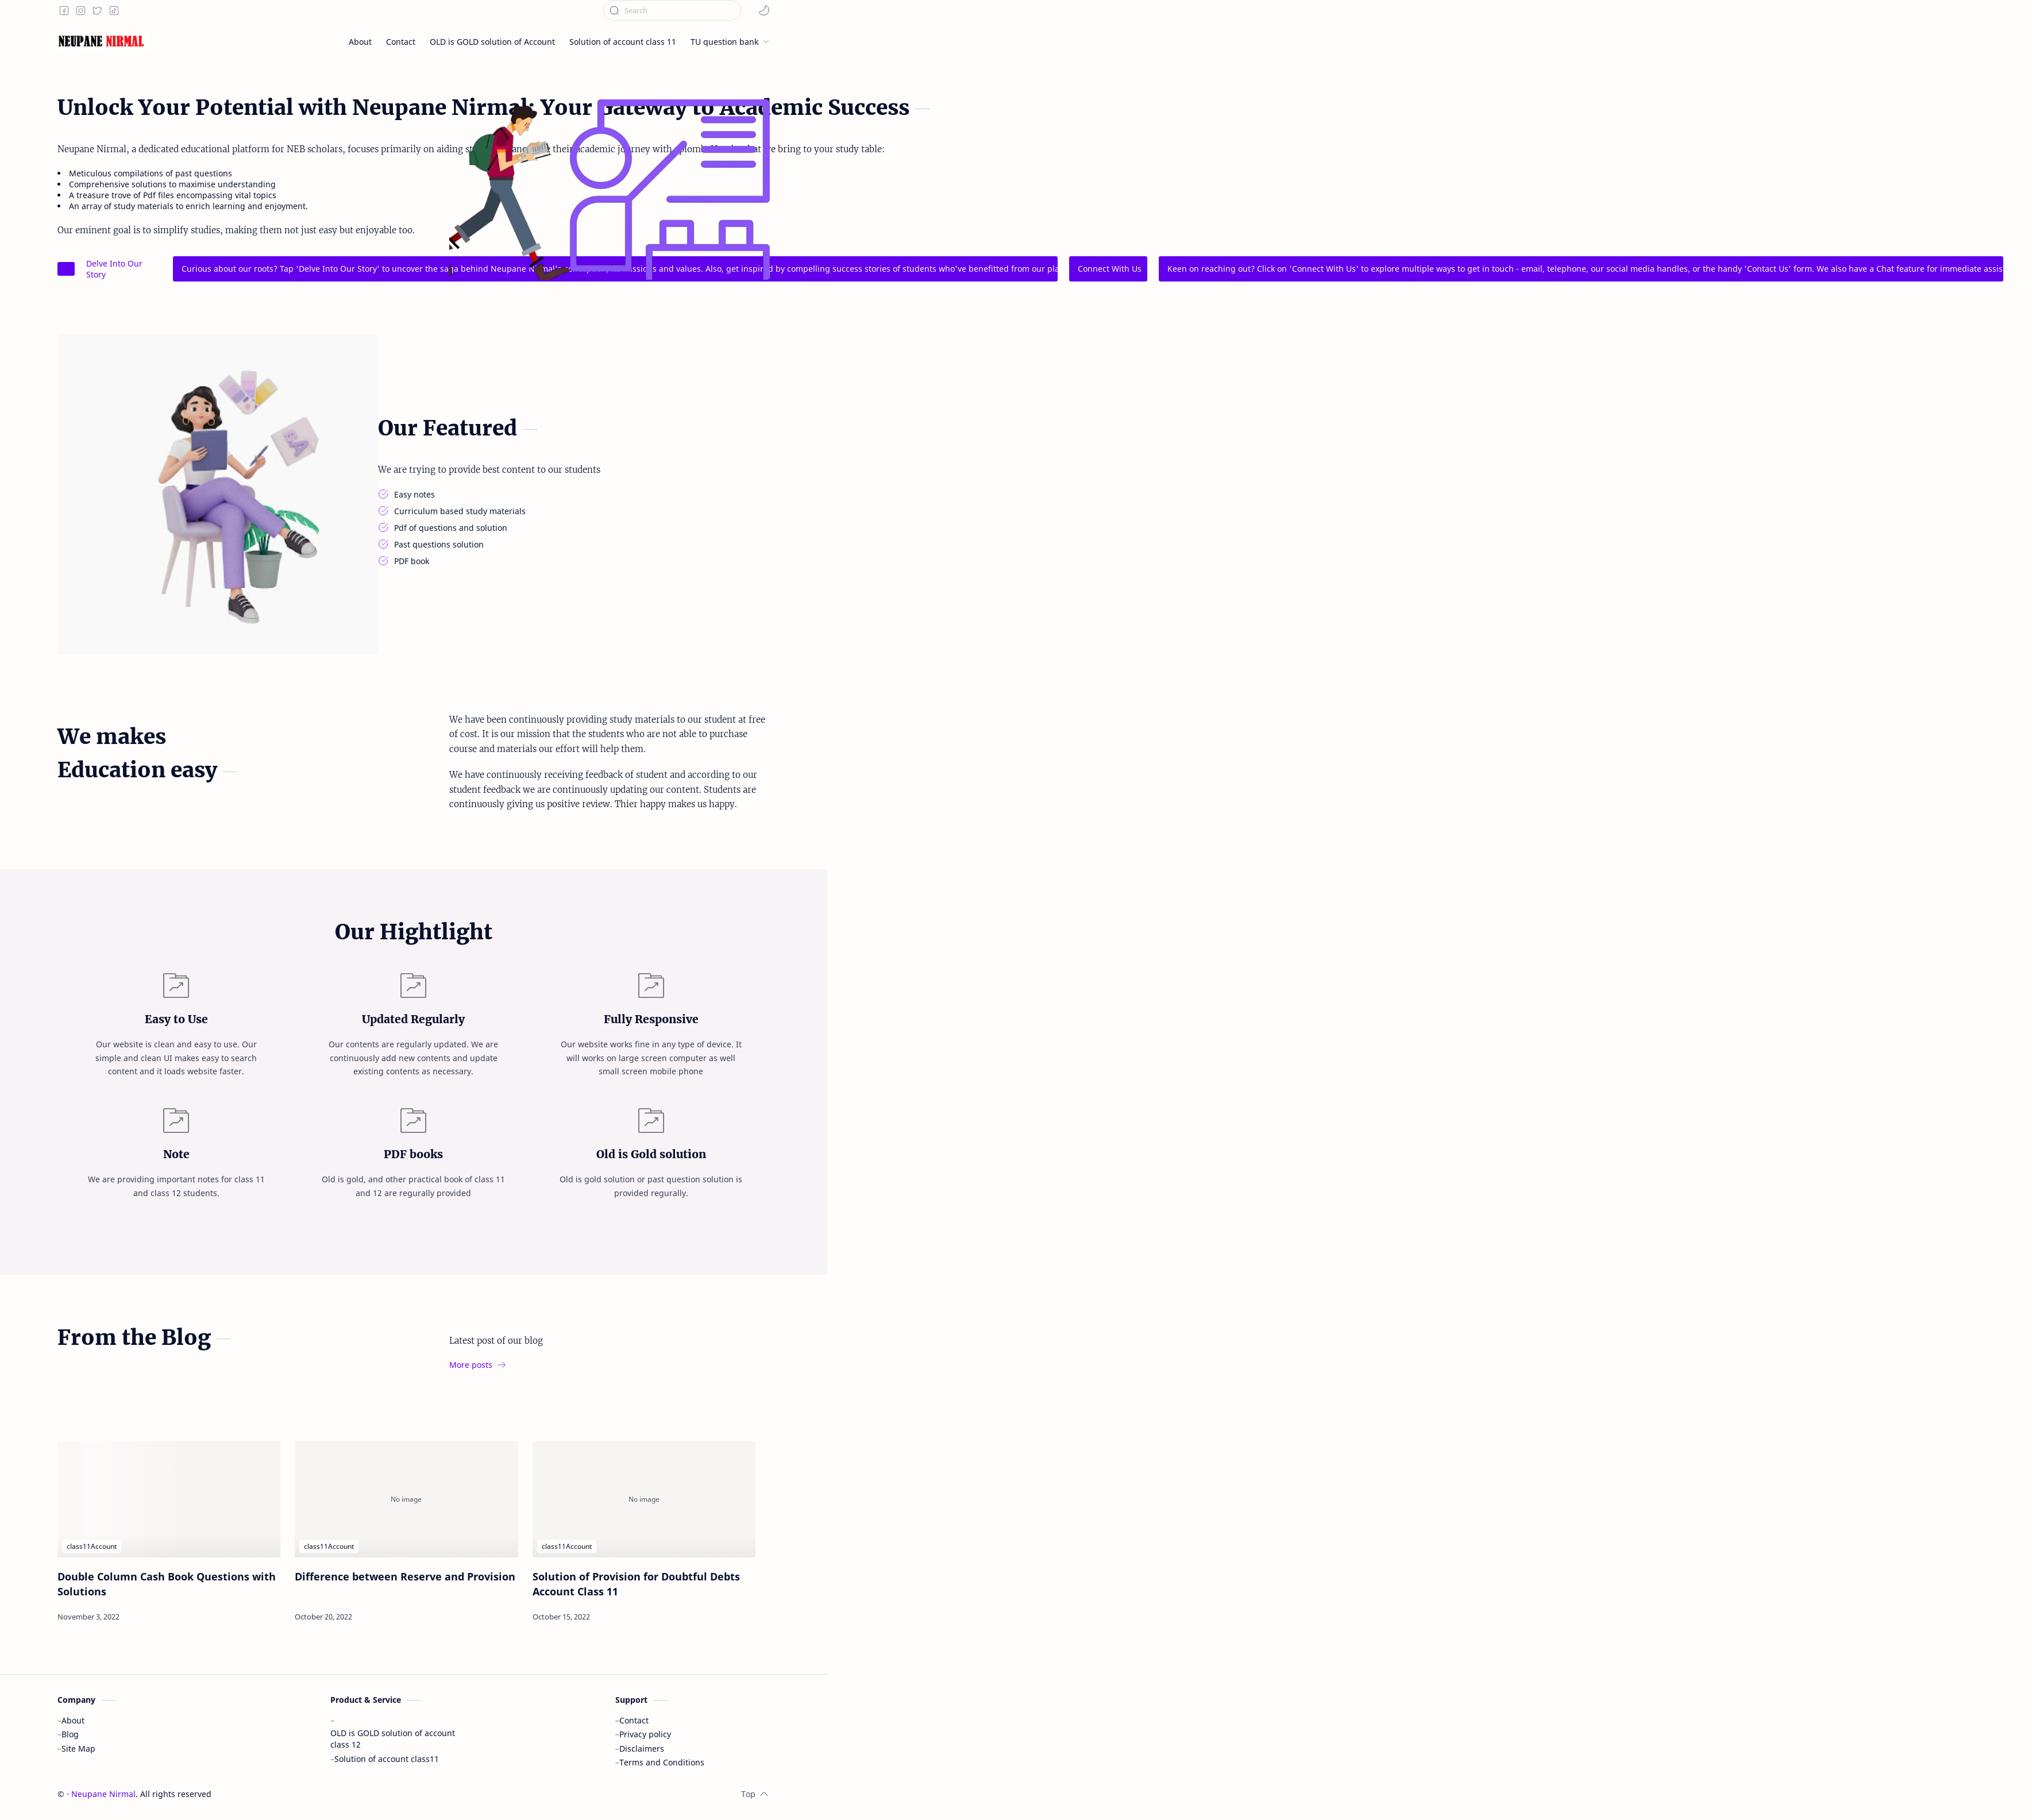 Search
NEUPANE NIRMAL
About
Contact
OLD is GOLD solution of Account
Solution of account class 11
TU question bank
Unlock Your Potential with Neupane Nirmal: Your Gateway to Academic Success
Neupane Nirmal, a dedicated educational platform for NEB scholars, focuses primarily on aiding their academic journey with we bring to your study table:
Meticulous compilations of past questions
Comprehensive solutions to maximise understanding
A treasure trove of Pdf files encompassing vital topics
An array of study materials to enrich learning and enjoyment.
Our eminent goal is to simplify studies, making them not just easy but enjoyable too.
Delve Into Our
Story
Curious about our roots? Tap 'Delve Into Our Story' to uncover the saga behind Neupane and values. Also, get inspired by compelling success stories of students who've benefitted from our
Connect With Us
Keen on reaching out? Click on 'Connect With Us' to explore multiple ways to get in touch - email, telephone, our social media handles, or the handy 'Contact Us' form. We also have a Chat feature for immediate
Our Featured
We are trying to provide best content to our students
Easy notes
Curriculum based study materials
Pdf of questions and solution
Past questions solution
PDF book
We makes
Education easy
We have been continuously providing study materials to our student at free
of cost. It is our mission that the students who are not able to purchase
course and materials our effort will help them.
We have continuously receiving feedback of student and according to our
student feedback we are continuously updating our content. Students are
continuously giving us positive review. Thier happy makes us happy.
Our Hightlight
Easy to Use
Our website is clean and easy to use. Our
simple and clean UI makes easy to search
content and it loads website faster.
Updated Regularly
Our contents are regularly updated. We are
continuously add new contents and update
existing contents as necessary.
Fully Responsive
Our website works fine in any type of device. It
will works on large screen computer as well
small screen mobile phone
Note
We are providing important notes for class 11
and class 12 students.
PDF books
Old is gold, and other practical book of class 11
and 12 are regurally provided
Old is Gold solution
Old is gold solution or past question solution is
provided regurally.
From the Blog
Latest post of our blog
More posts
class11Account
Double Column Cash Book Questions with
Solutions
November 3, 2022
No image
class11Account
Difference between Reserve and Provision
October 20, 2022
No image
class11Account
Solution of Provision for Doubtful Debts
Account Class 11
October 15, 2022
Company
About
Blog
Site Map
Product & Service
OLD is GOLD solution of account
class 12
Solution of account class11
Support
Contact
Privacy policy
Disclaimers
Terms and Conditions
© · Neupane Nirmal. All rights reserved
Top